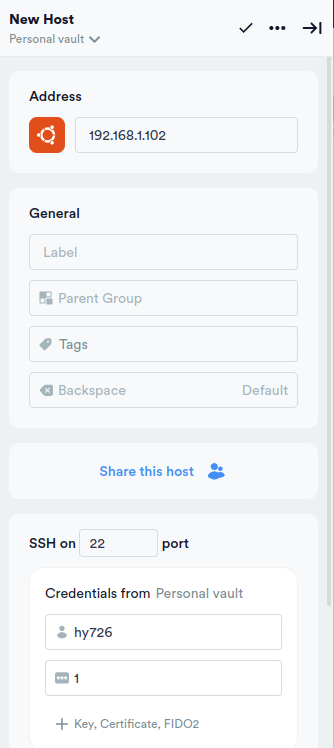 New Host
Personal vault
Address
192.168.1.102
General
Label
Parent Group
Tags
Backspace Default
Share this host
SSH on 22 port
Credentials from Personal vault
hy726
1
+ Key, Certificate, FIDO2